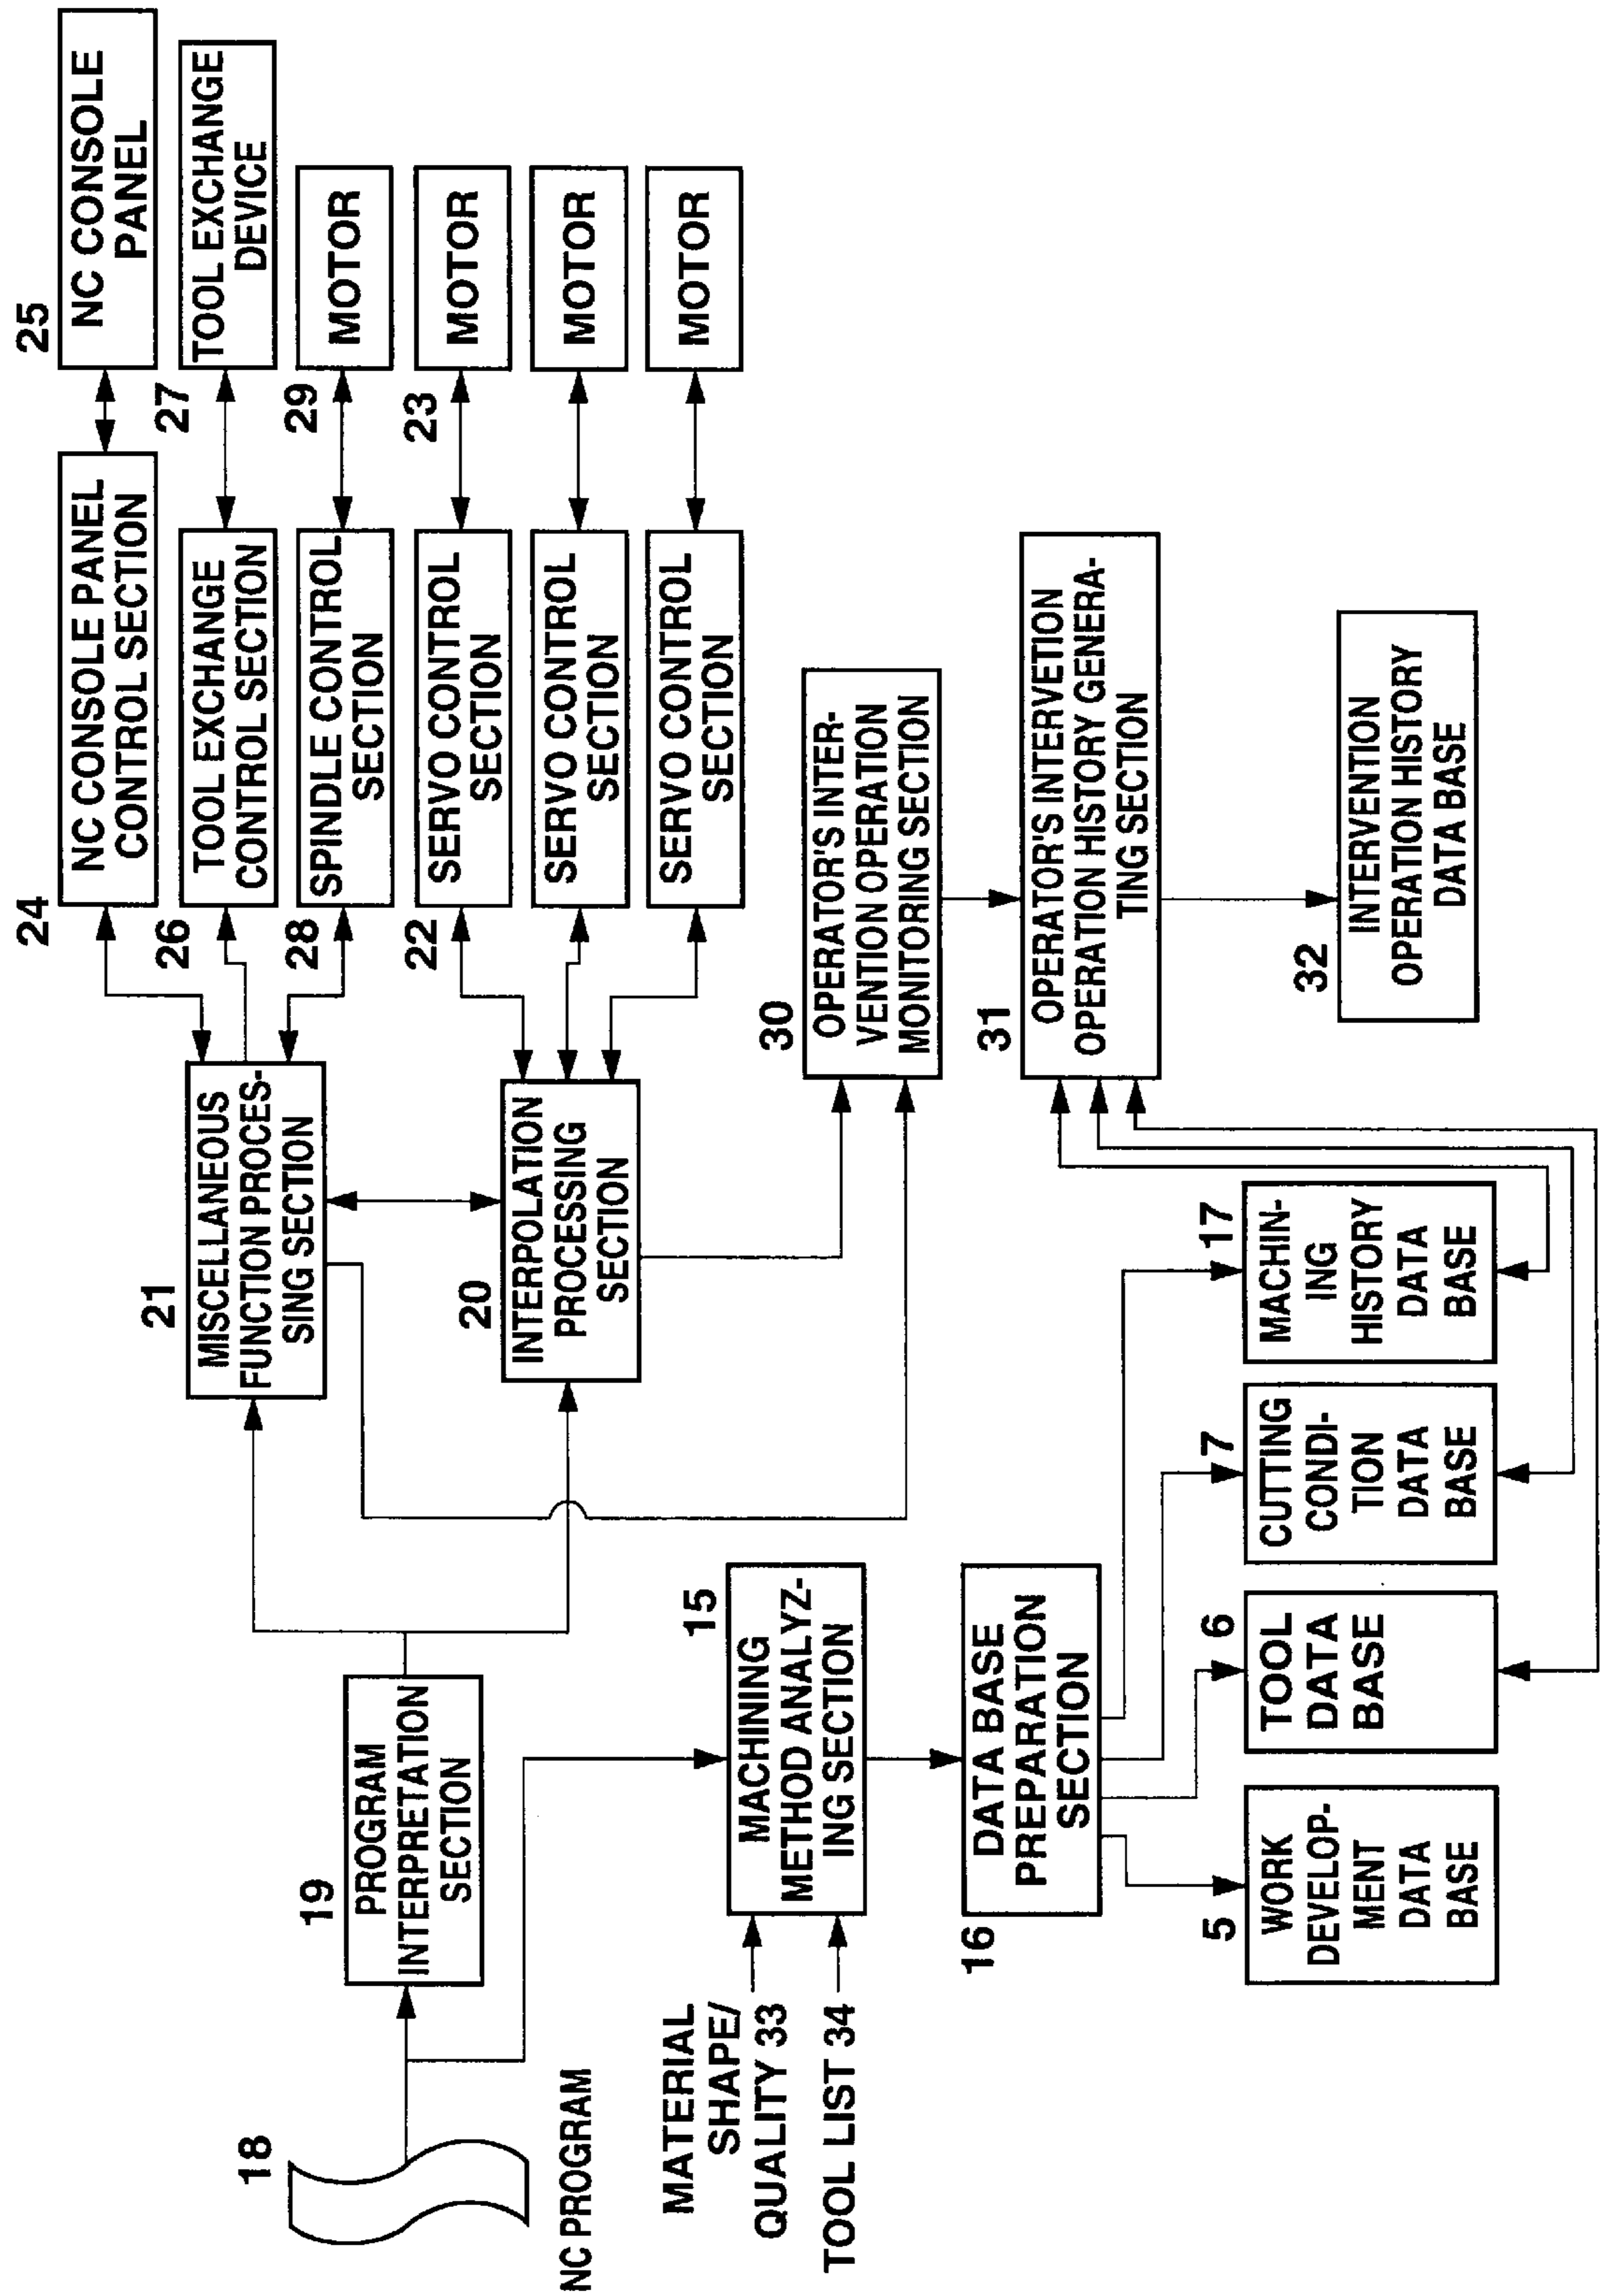 18
NC PROGRAM
19
PROGRAM
INTERPRETATION
SECTION
21
MISCELLANEOUS
FUNCTION PROCES-
SING SECTION
20
INTERPOLATION
PROCESSING
SECTION
24
NC CONSOLE PANEL
CONTROL SECTION
25
NC CONSOLE
PANEL
26
TOOL EXCHANGE
CONTROL SECTION
27
TOOL EXCHANGE
DEVICE
28
SPINDLE CONTROL
SECTION
29
MOTOR
22
SERVO CONTROL
SECTION
23
MOTOR
SERVO CONTROL
SECTION
MOTOR
SERVO CONTROL
SECTION
MOTOR
MATERIAL
SHAPE/
QUALITY 33
TOOL LIST 34
15
MACHINING
METHOD ANALYZ-
ING SECTION
30
OPERATOR'S INTER-
VENTION OPERATION
MONITORING SECTION
16
DATA BASE
PREPARATION
SECTION
31
OPERATOR'S INTERVETION
OPERATION HISTORY GENERA-
TING SECTION
5
WORK
DEVELOP-
MENT
DATA
BASE
6
TOOL
DATA
BASE
7
CUTTING
CONDI-
TION
DATA
BASE
17
MACHIN-
ING
HISTORY
DATA
BASE
32
INTERVENTION
OPERATION HISTORY
DATA BASE